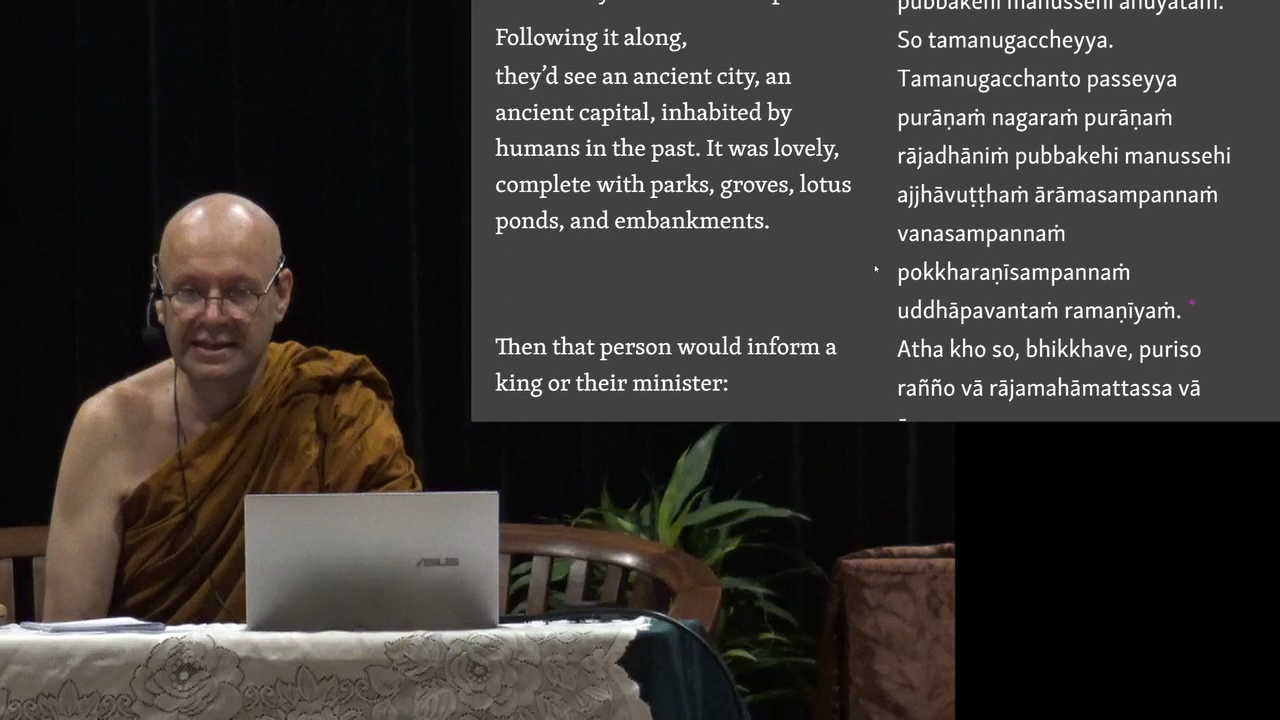 Following it along,
they’d see an ancient city, an
ancient capital, inhabited by
humans in the past. It was lovely,
complete with parks, groves, lotus
ponds, and embankments.
Then that person would inform a
king or their minister:
pubbakehi manussehi anuyātaṁ.
So tamanugaccheyya.
Tamanugacchanto passeyya
purāṇaṁ nagaraṁ purāṇaṁ
rājadhāniṁ pubbakehi manussehi
ajjhāvuṭṭhaṁ ārāmasampannaṁ
vanasampannaṁ
pokkharaṇīsampannaṁ
uddhāpavantaṁ ramaṇīyaṁ. *
Atha kho so, bhikkhave, puriso
rañño vā rājamahāmattassa vā
ASUS